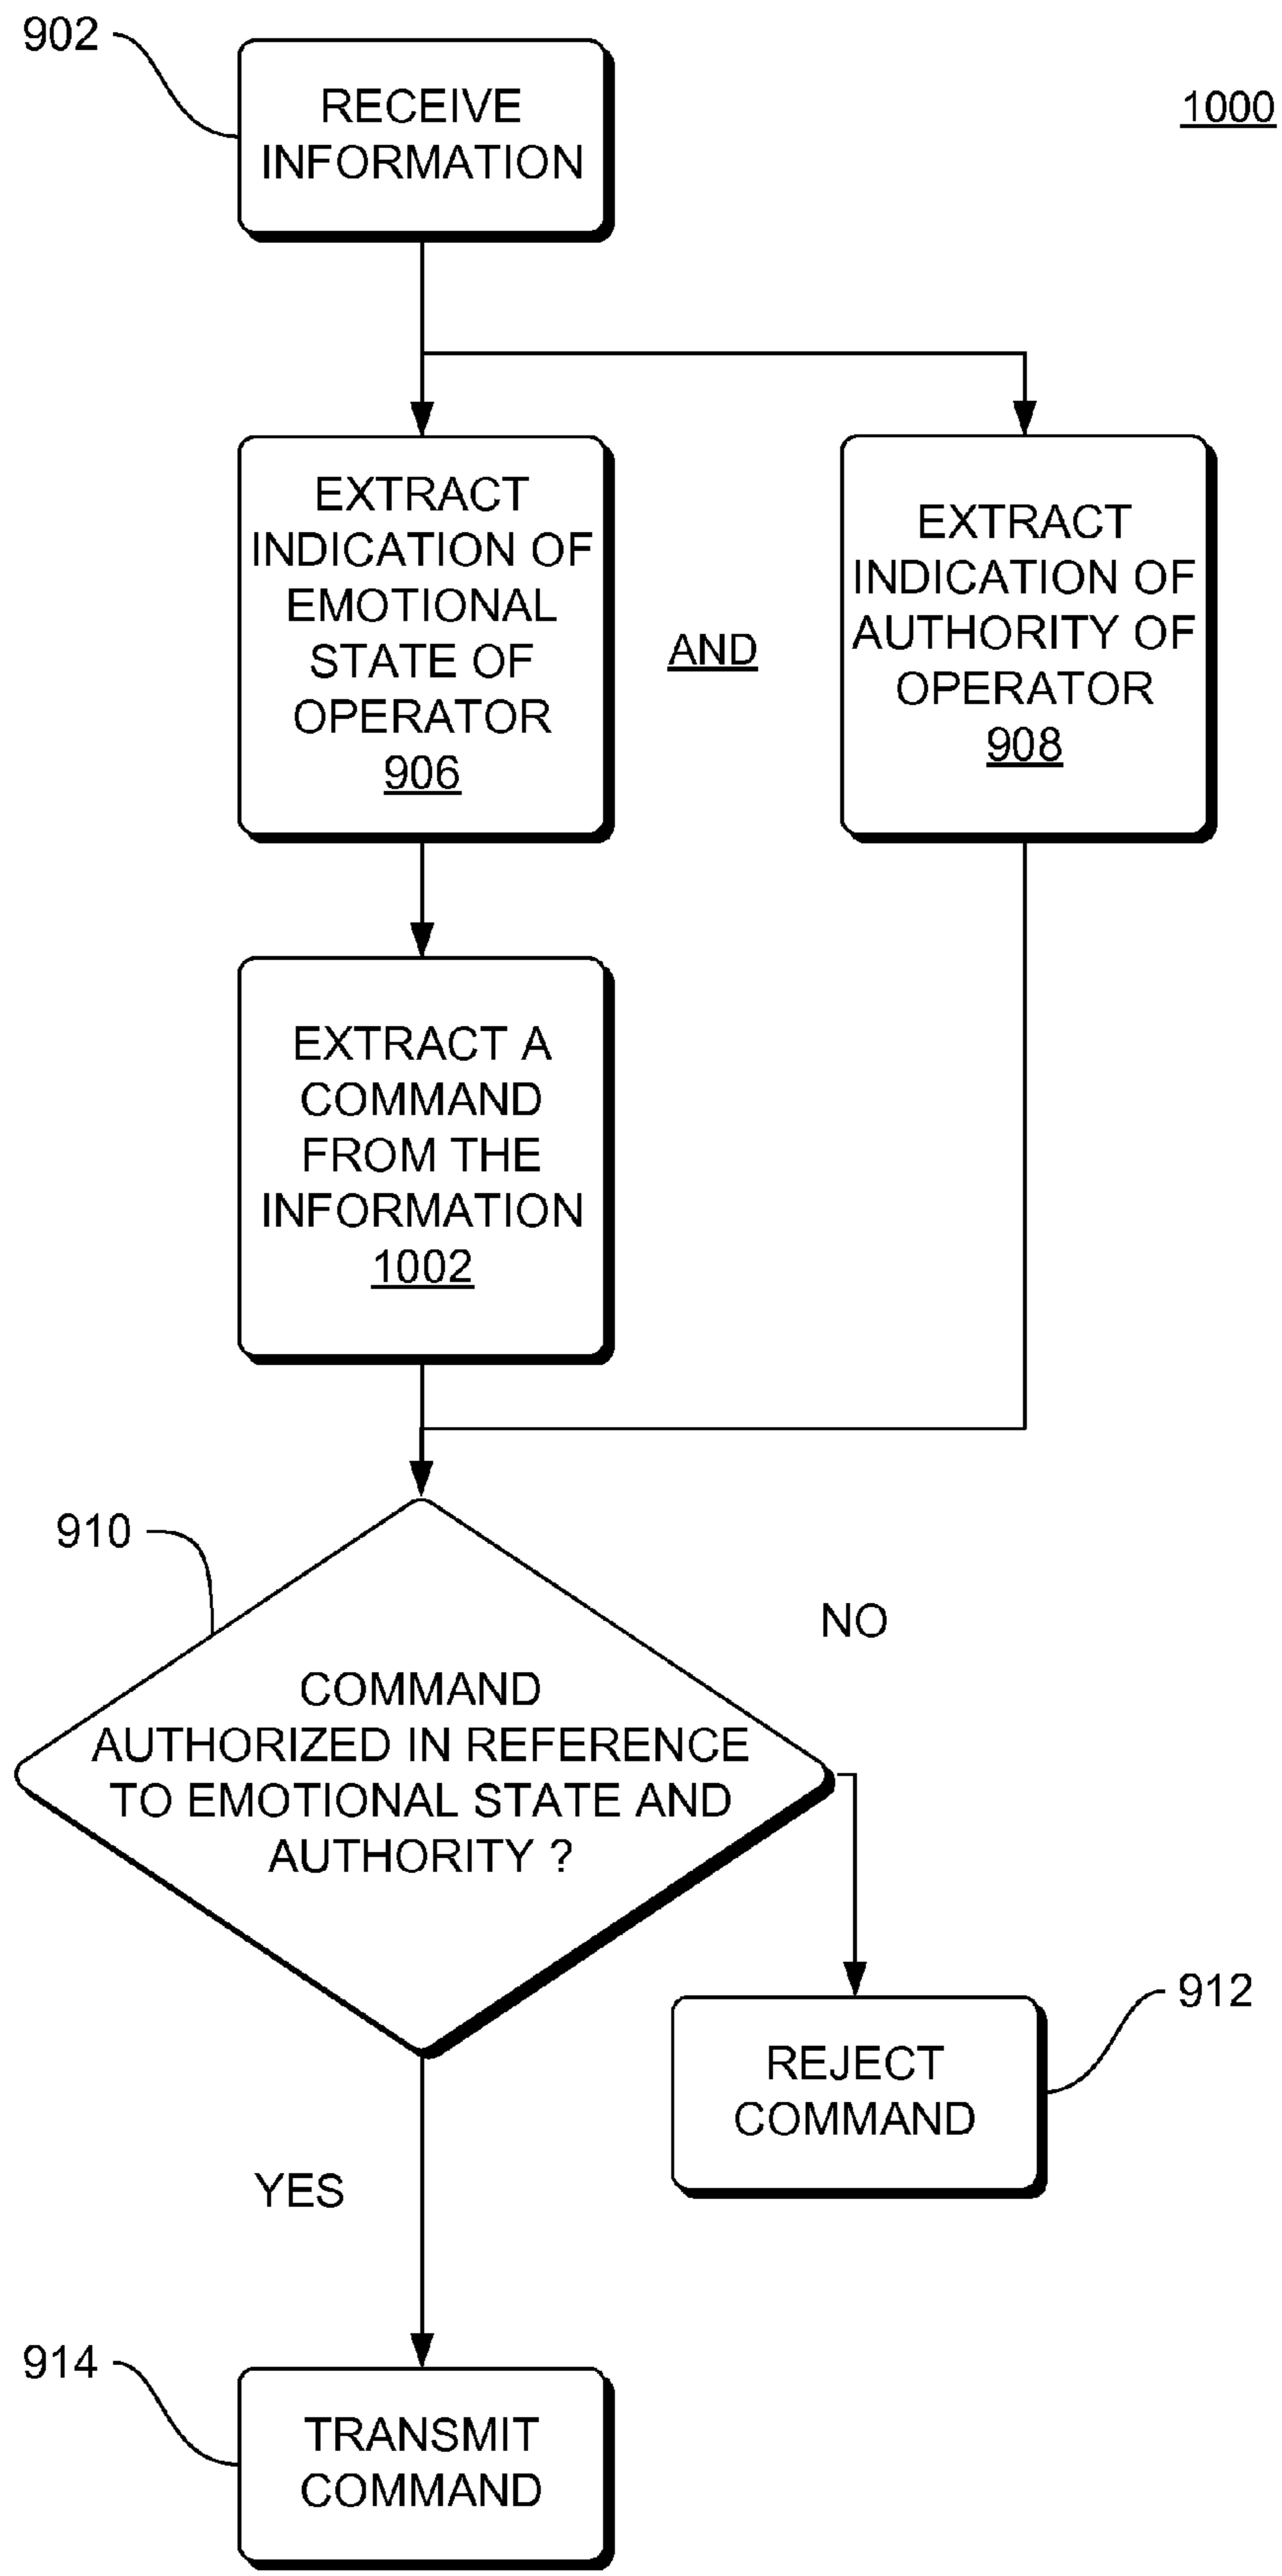 902
RECEIVE
INFORMATION
1000
EXTRACT
INDICATION OF
EMOTIONAL
STATE OF
OPERATOR
906
AND
EXTRACT
INDICATION OF
AUTHORITY OF
OPERATOR
908
EXTRACT A
COMMAND
FROM THE
INFORMATION
1002
910
COMMAND
AUTHORIZED IN REFERENCE
TO EMOTIONAL STATE AND
AUTHORITY ?
NO
912
REJECT
COMMAND
YES
914
TRANSMIT
COMMAND